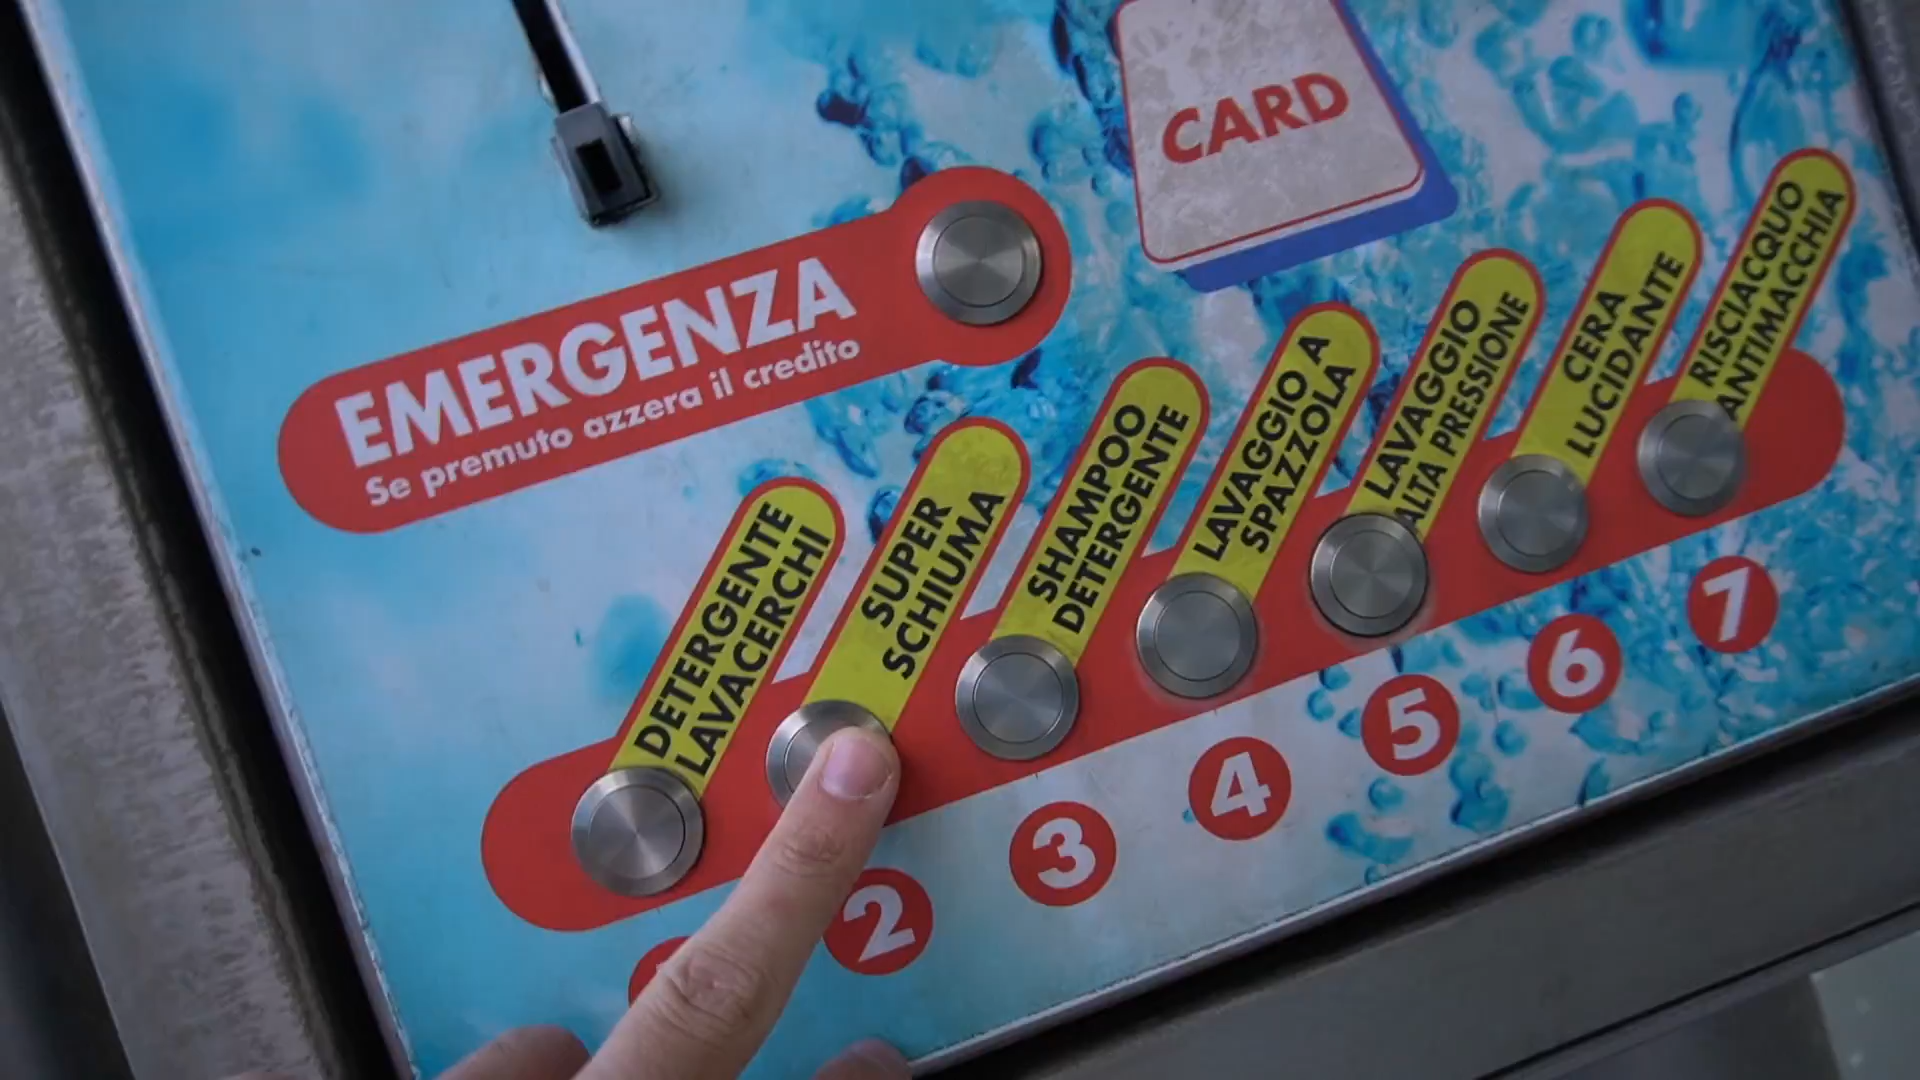 CARD
EMERGENZA
Se premuto azzera il credito
DETERGENTE
LAVACERCHI
SUPER
SCHIUMA
SHAMPOO
DETERGENTE
LAVAGGIO A
SPAZZOLA
LAVAGGIO
ALTA PRESSIONE
CERA
LUCIDANTE
RISCIACQUO
ANTIMACCHIA
2
3
4
5
6
7